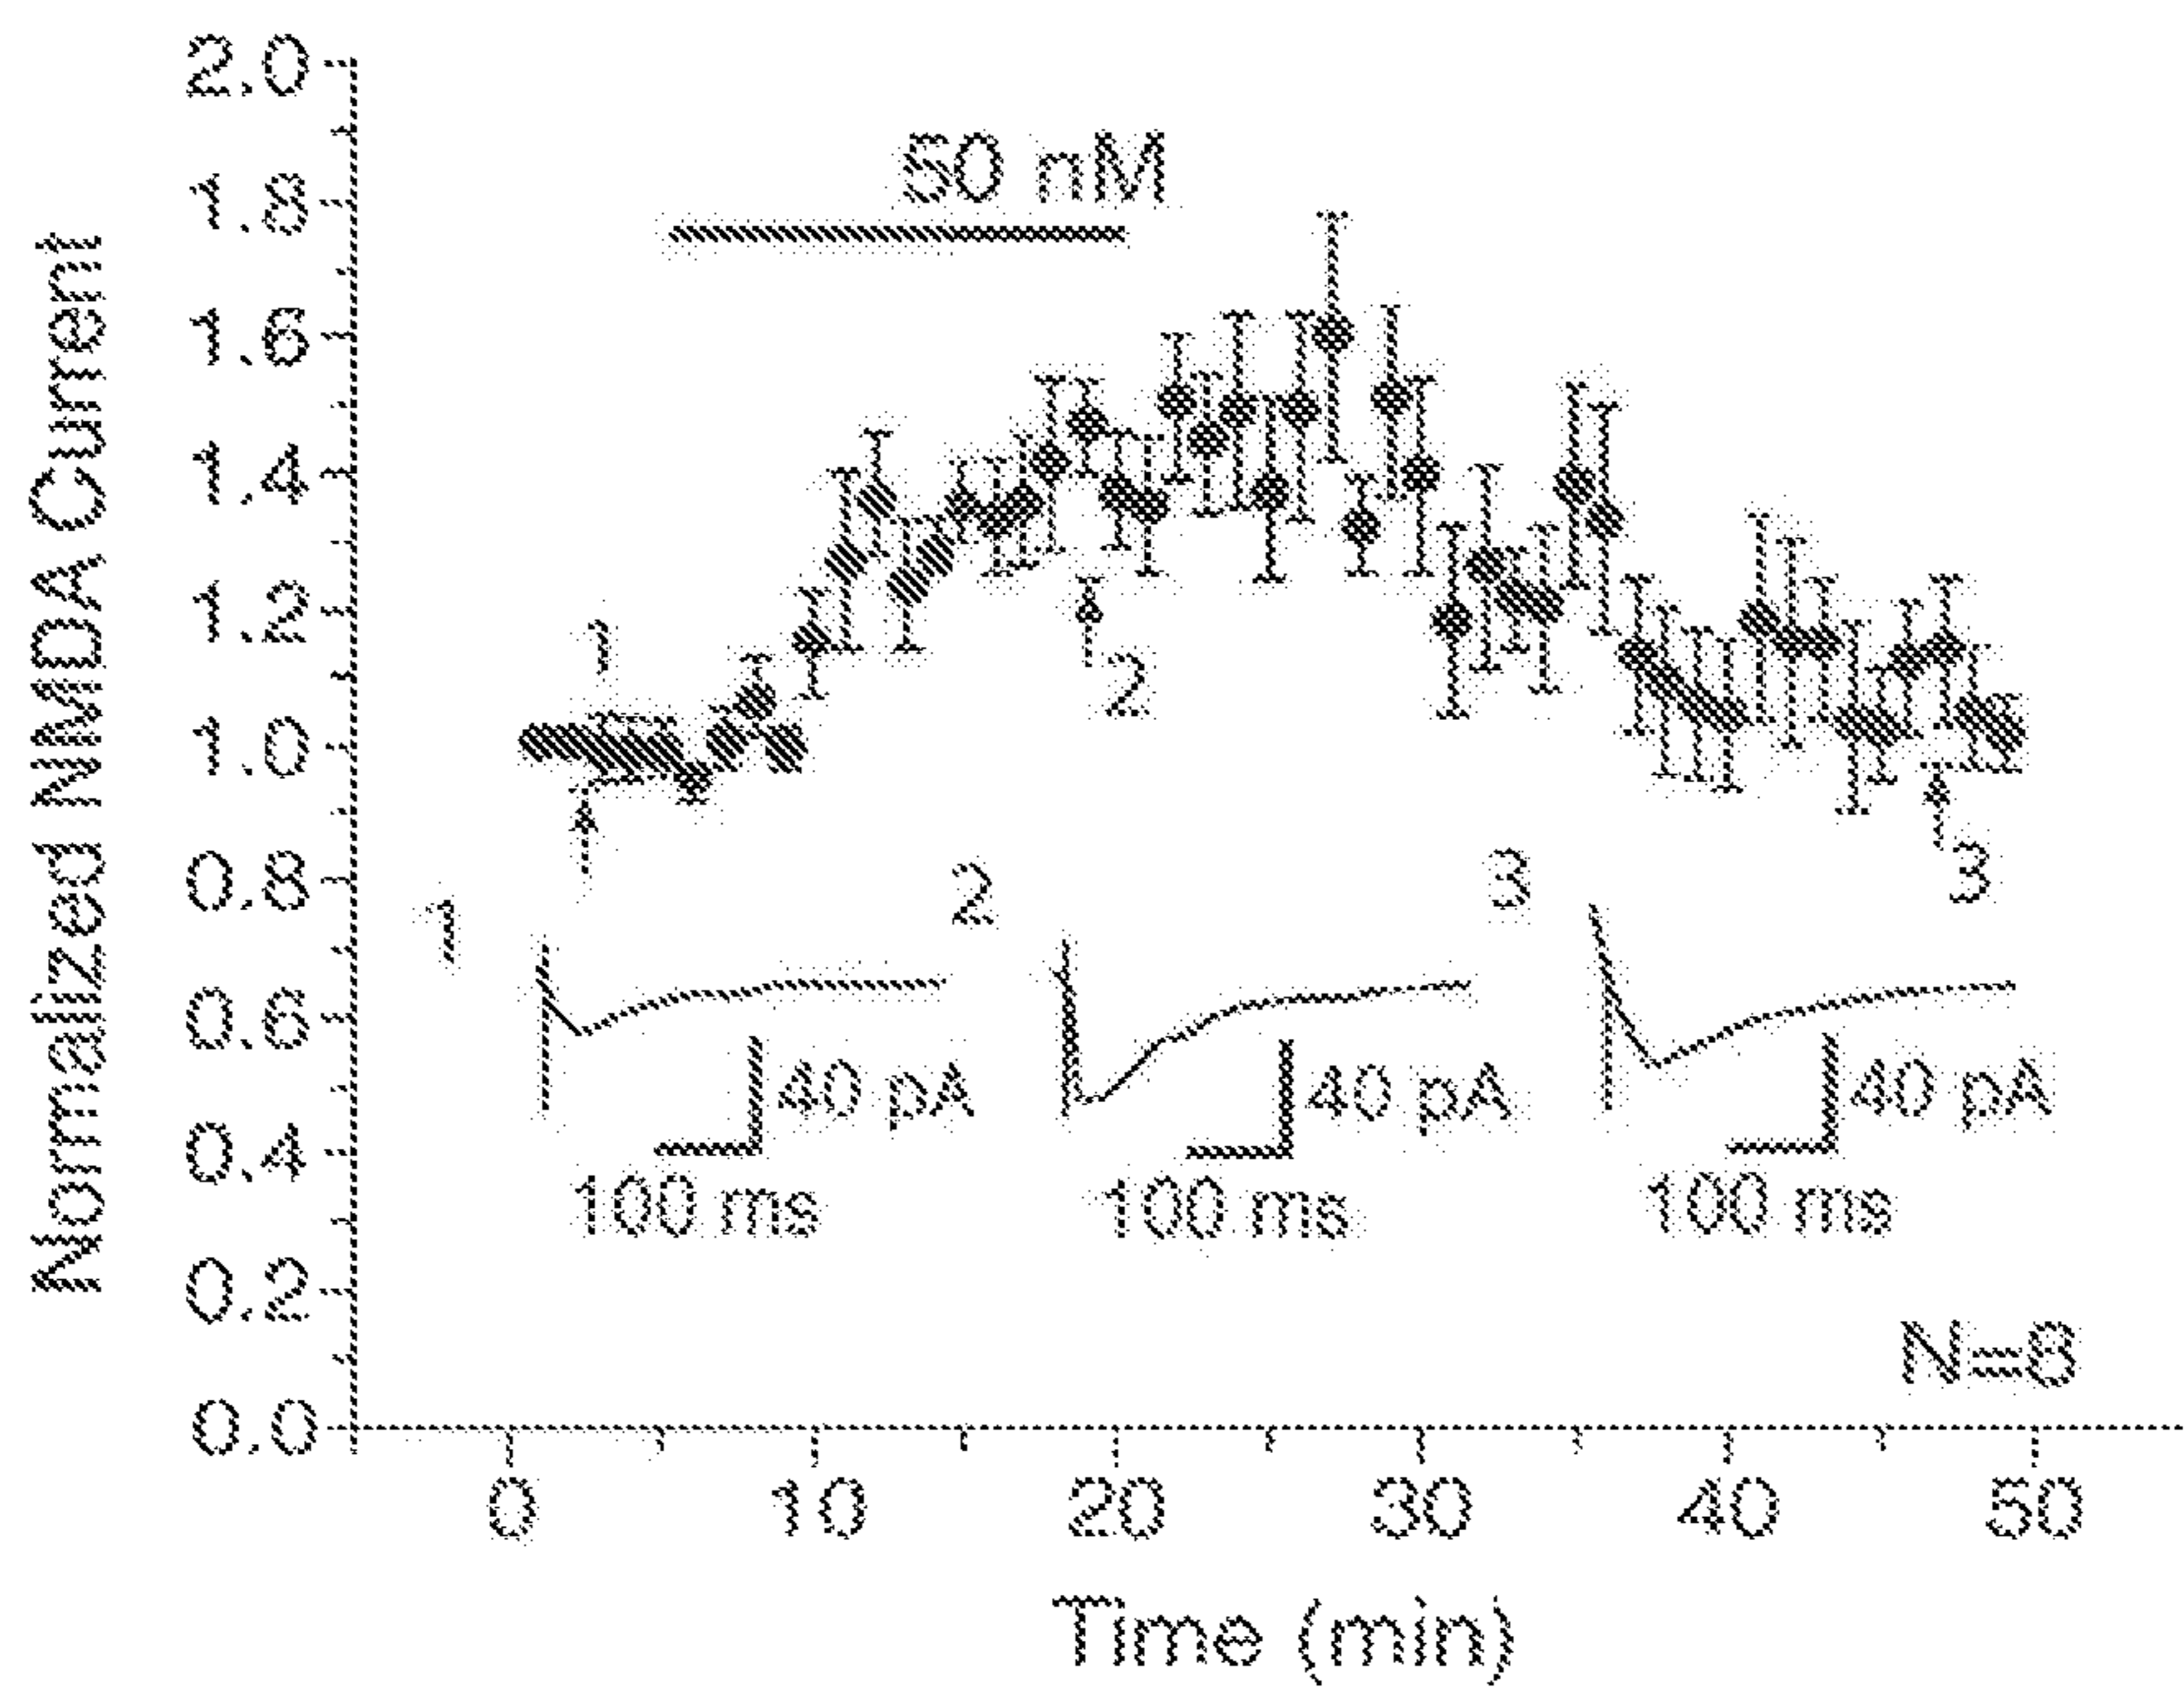 Normalized NMDA Current
2.0
1.8
1.6
1.4
1.2
1.0
0.8
0.6
0.4
0.2
0.0
50 nM
1
2
3
1
2
3
40 pA
40 pA
40 pA
100 ms
100 ms
100 ms
N=8
0 10 20 30 40 50
Time (min)